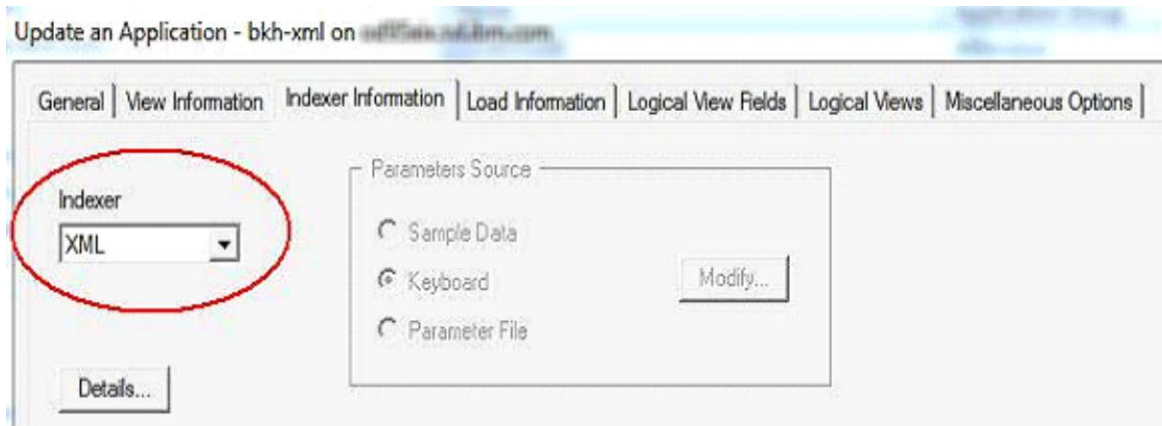 Update an Application - bkh-xml on
General View Information Indexer Information Load Information Logical View Fields Logical Views Miscellaneous Options
Parameters Source
Indexer
XML
Sample Data
Keyboard
Modify...
Parameter File
Details...